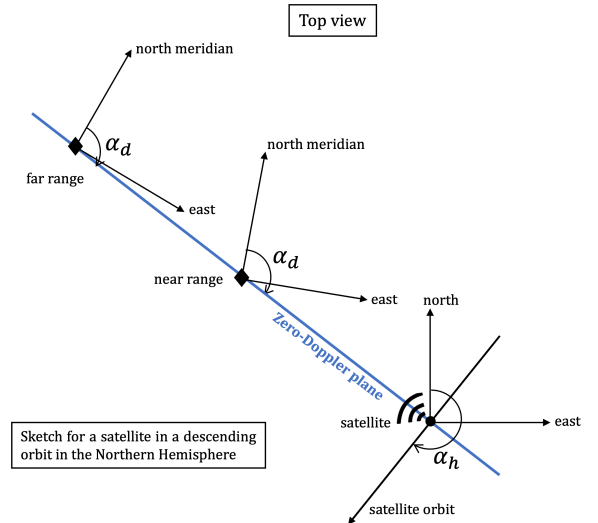 Top view
north meridian
α_d
far range
east
north meridian
α_d
near range
east
north
Zero-Doppler plane
satellite
east
α_h
satellite orbit
Sketch for a satellite in a descending
orbit in the Northern Hemisphere